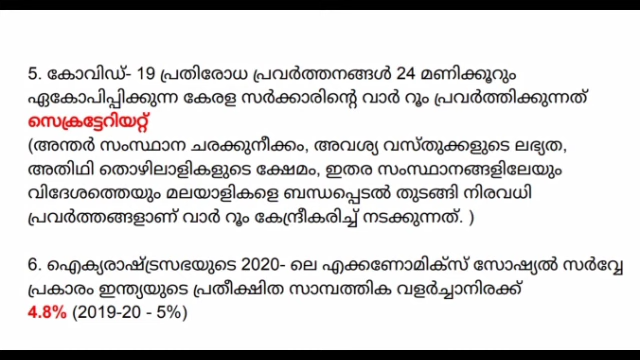 5. കോവിഡ്- 19 പ്രതിരോധ പ്രവർത്തനങ്ങൾ 24 മണിക്കൂറും
ഏകോപിപ്പിക്കുന്ന കേരള സർക്കാരിന്റെ വാർ റൂം പ്രവർത്തിക്കുന്നത്
സെക്രട്ടേറിയറ്റ്
(അന്തർ സംസ്ഥാന ചരക്കുനീക്കം, അവശ്യ വസ്തുക്കളുടെ ലഭ്യത,
അതിഥി തൊഴിലാളികളുടെ ക്ഷേമം, ഇതര സംസ്ഥാനങ്ങളിലേയും
വിദേശത്തെയും മലയാളികളെ ബന്ധപ്പെടൽ തുടങ്ങി നിരവധി
പ്രവർത്തങ്ങളാണ് വാർ റൂം കേന്ദ്രീകരിച്ച് നടക്കുന്നത്. )
6. ഐക്യരാഷ്ട്രസഭയുടെ 2020- ലെ എക്കണോമിക്സ് സോഷ്യൽ സർവ്വേ
പ്രകാരം ഇന്ത്യയുടെ പ്രതീക്ഷിത സാമ്പത്തിക വളർച്ചാനിരക്ക്
4.8% (2019-20 - 5%)